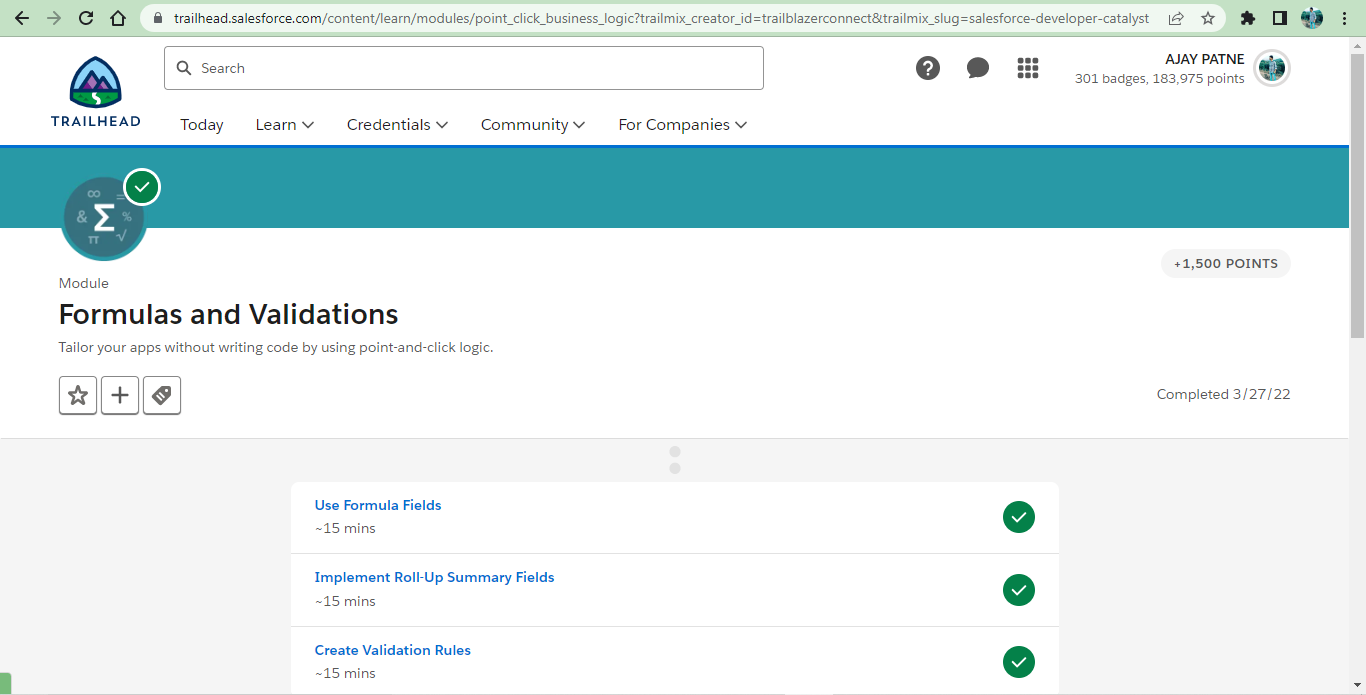 trailhead.salesforce.com/content/learn/modules/point_click_business_logic?trailmix_creator_id=trailblazerconnect&trailmix_slug=salesforce-developer-catalyst
TRAILHEAD
Search
AJAY PATNE
301 badges, 183,975 points
Today Learn Credentials Community For Companies
∞ =
& Σ %
π √
+1,500 POINTS
Module
Formulas and Validations
Tailor your apps without writing code by using point-and-click logic.
Completed 3/27/22
Use Formula Fields
~15 mins
Implement Roll-Up Summary Fields
~15 mins
Create Validation Rules
~15 mins